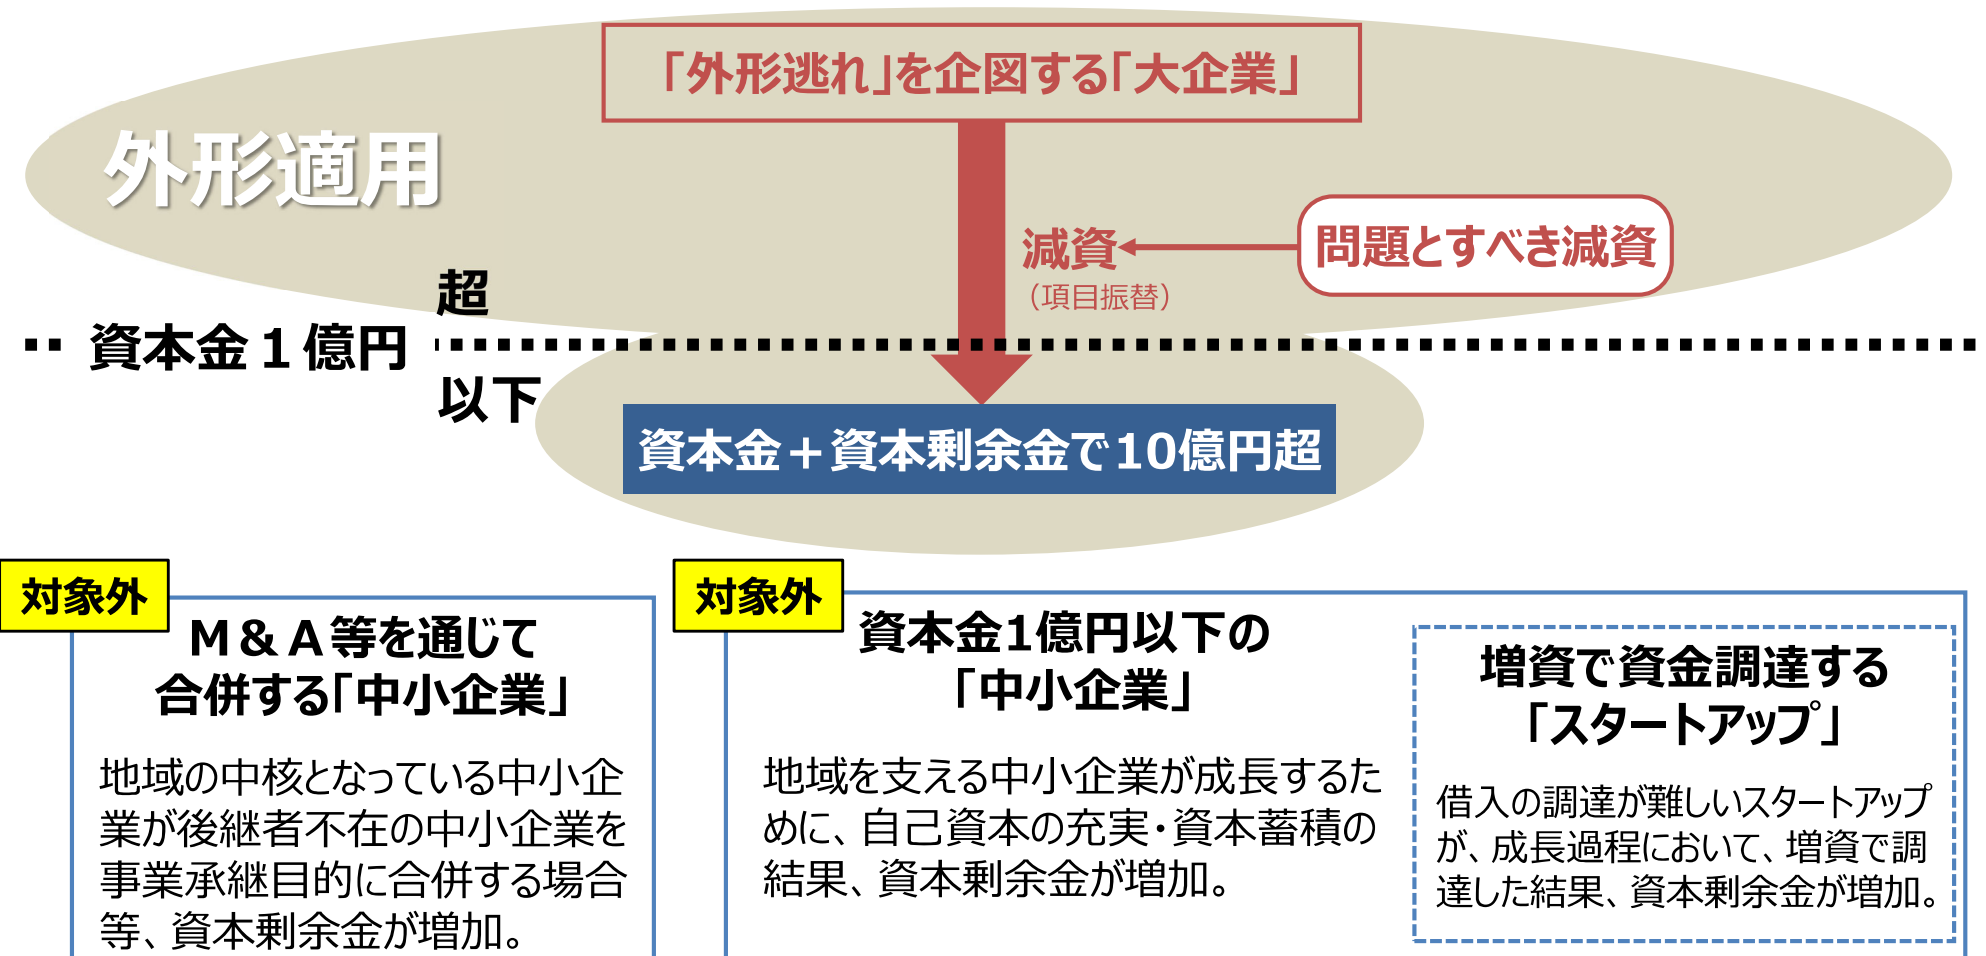 「外形逃れ」を企図する「大企業」
外形適用
減資
（項目振替）
問題とすべき減資
超
資本金１億円
以下
資本金＋資本剰余金で10億円超
対象外
M＆A等を通じて
合併する「中小企業」
地域の中核となっている中小企
業が後継者不在の中小企業を
事業承継目的に合併する場合
等、資本剰余金が増加。
対象外
資本金1億円以下の
「中小企業」
地域を支える中小企業が成長するた
めに、自己資本の充実・資本蓄積の
結果、資本剰余金が増加。
増資で資金調達する
「スタートアップ」
借入の調達が難しいスタートアップ
が、成長過程において、増資で調
達した結果、資本剰余金が増加。